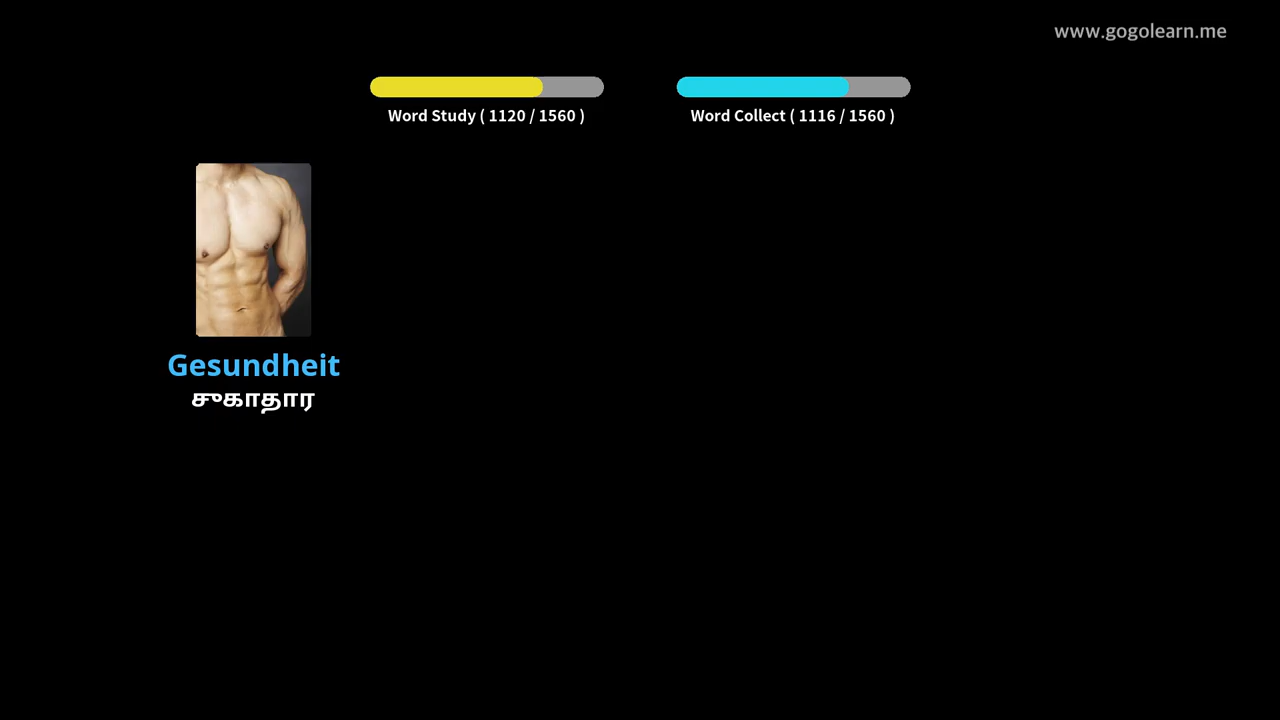 www.gogolearn.me
Word Study ( 1120 / 1560 )
Word Collect ( 1116 / 1560 )
Gesundheit
சுகாதார